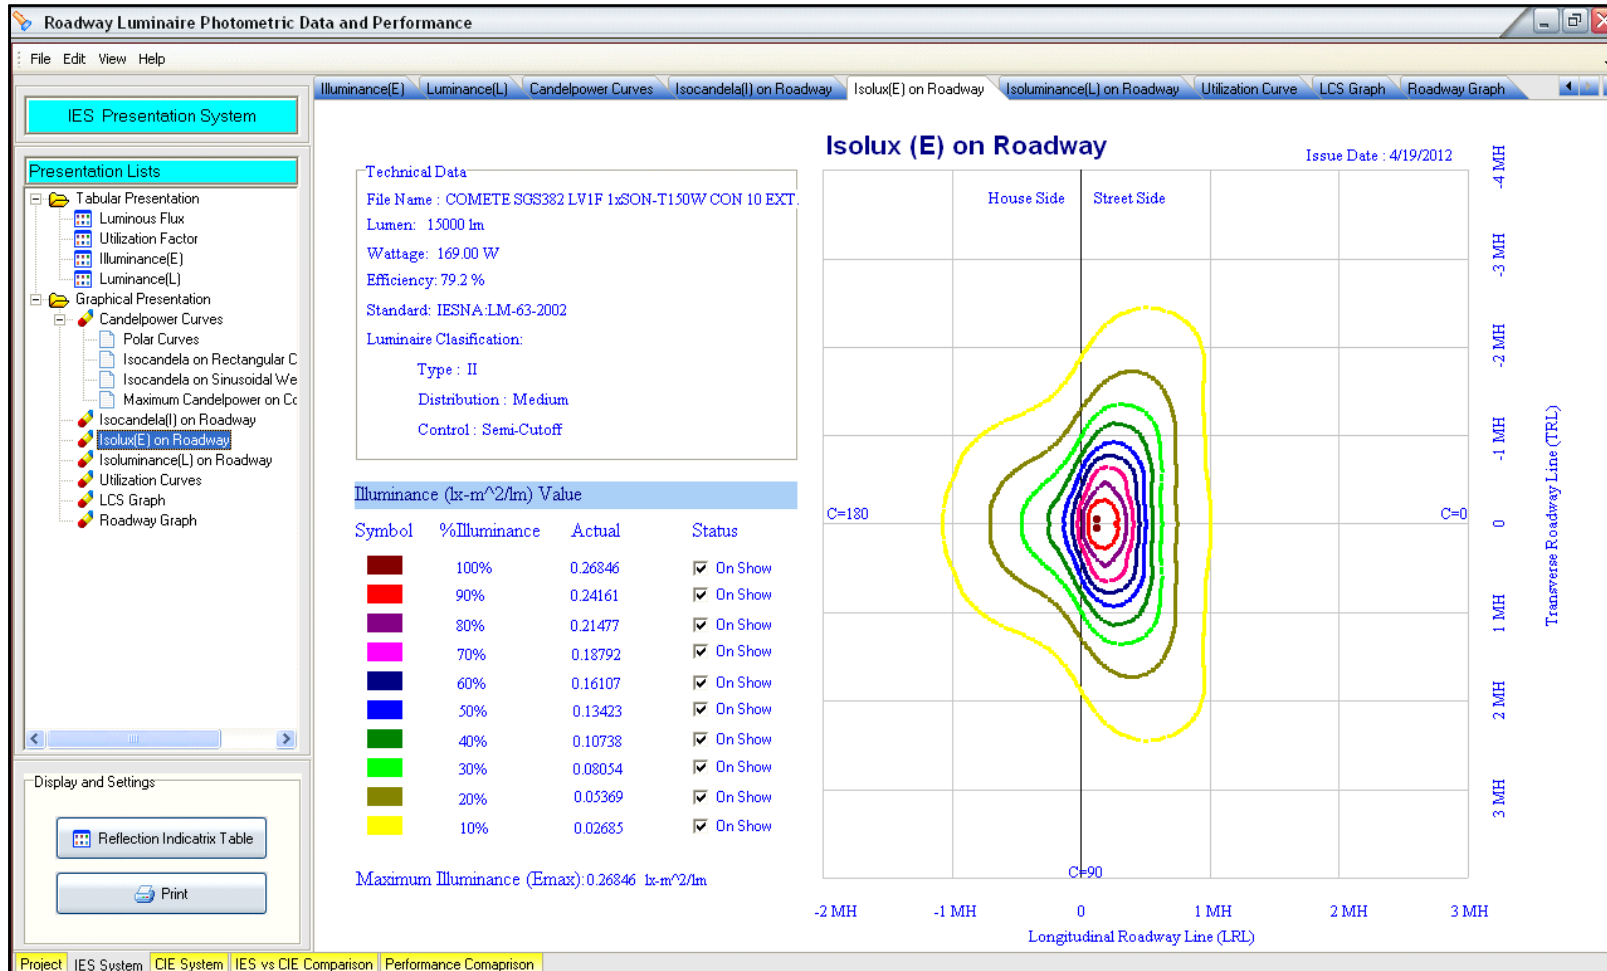 Roadway Luminaire Photometric Data and Performance
File Edit View Help
IES Presentation System
Presentation Lists
Tabular Presentation
Luminous Flux
Utilization Factor
Illuminance(E)
Luminance(L)
Graphical Presentation
Candelpower Curves
Polar Curves
Isocandela on Rectangular C
Isocandela on Sinusoidal We
Maximum Candelpower on Cc
Isocandela(I) on Roadway
Isolux(E) on Roadway
Isoluminance(L) on Roadway
Utilization Curves
LCS Graph
Roadway Graph
Display and Settings
Reflection Indicatrix Table
Print
Illuminance(E) Luminance(L) Candelpower Curves Isocandela(I) on Roadway Isolux(E) on Roadway Isoluminance(L) on Roadway Utilization Curve LCS Graph Roadway Graph
Technical Data
File Name : COMETE SGS382 LV1F 1xSON-T150W CON 10 EXT.
Lumen: 15000 lm
Wattage: 169.00 W
Efficiency: 79.2 %
Standard: IESNA:LM-63-2002
Luminaire Clasification:
Type : II
Distribution : Medium
Control : Semi-Cutoff
Illuminance (lx-m^2/lm) Value
Symbol %Illuminance Actual Status
100% 0.26846 On Show
90% 0.24161 On Show
80% 0.21477 On Show
70% 0.18792 On Show
60% 0.16107 On Show
50% 0.13423 On Show
40% 0.10738 On Show
30% 0.08054 On Show
20% 0.05369 On Show
10% 0.02685 On Show
Maximum Illuminance (Emax):0.26846 lx-m^2/lm
Isolux (E) on Roadway
Issue Date : 4/19/2012
House Side Street Side
C=180
C=0
C=90
-4 MH
-3 MH
-2 MH
-1 MH
0
1 MH
2 MH
3 MH
Transverse Roadway Line (TRL)
-2 MH -1 MH 0 1 MH 2 MH 3 MH
Longitudinal Roadway Line (LRL)
Project IES System CIE System IES vs CIE Comparison Performance Comaprison